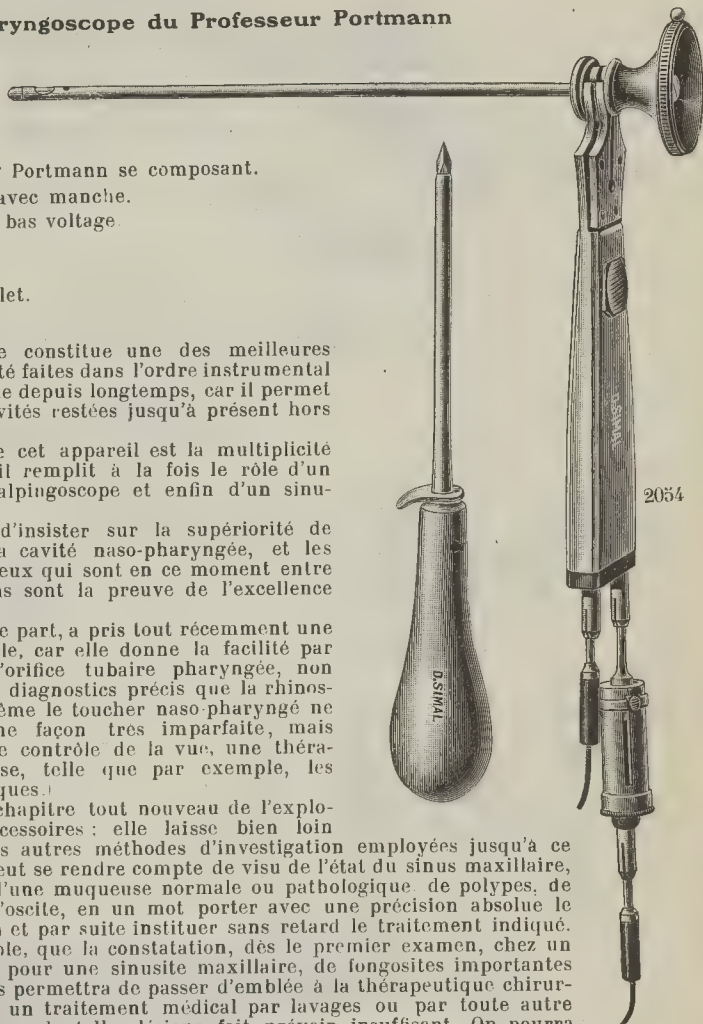 ryngoscope du Professeur Portmann
Portmann se composant.
avec manche.
bas voltage
let.
e constitue une des meilleures
té faites dans l'ordre instrumental
e depuis longtemps, car il permet
vités restées jusqu'à présent hors
e cet appareil est la multiplicité
il remplit à la fois le rôle d'un
alpingoscope et enfin d'un sinu-
2054
d'insister sur la supériorité de
a cavité naso-pharyngée, et les
eux qui sont en ce moment entre
ns sont la preuve de l'excellence
e part, a pris tout récemment une
le, car elle donne la facilité par
'orifice tubaire pharyngée, non
diagnostics précis que la rhinos-
ême le toucher naso-pharyngé ne
ne façon très imparfaite, mais
e contrôle de la vue, une théra-
se, telle que par exemple, les
ques.
chapitre tout nouveau de l'explo-
cessoires : elle laisse bien loin
s autres méthodes d'investigation employées jusqu'à ce
eut se rendre compte de visu de l'état du sinus maxillaire,
d'une muqueuse normale ou pathologique. de polypes, de
l'oscite, en un mot porter avec une précision absolue le
et par suite instituer sans retard le traitement indiqué.
ple, que la constatation, dès le premier examen, chez un
pour une sinusite maxillaire, de fongosites importantes
s permettra de passer d'emblée à la thérapeutique chirur-
un traitement médical par lavages ou par toute autre
D.SIMAL
D.SIMAL